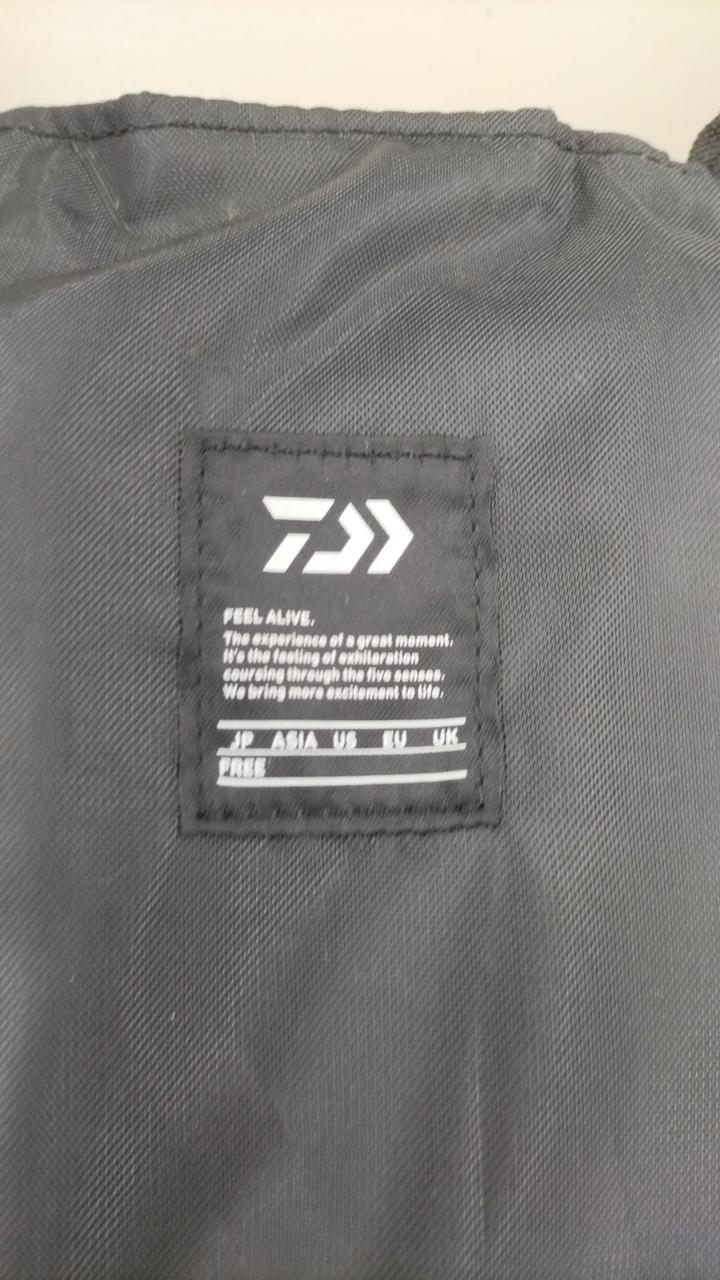 FEEL ALIVE.
The experience of a great moment.
It's the feeling of exhilaration
coursing through the five senses.
We bring more excitement to life.
JP ASIA US EU UK
FREE